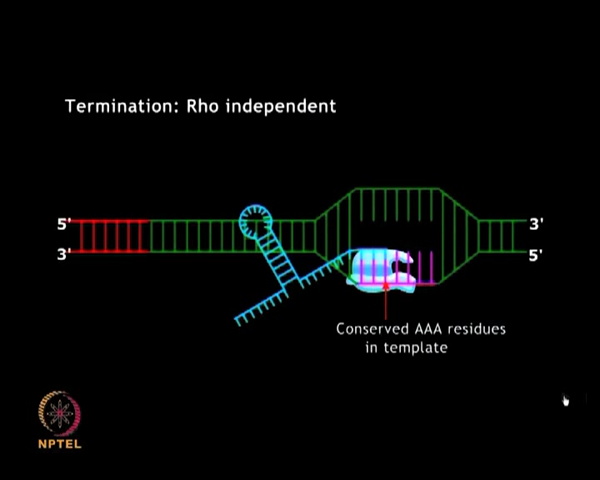 Termination: Rho independent
5' 3'
3' 5'
Conserved AAA residues
in template
NPTEL